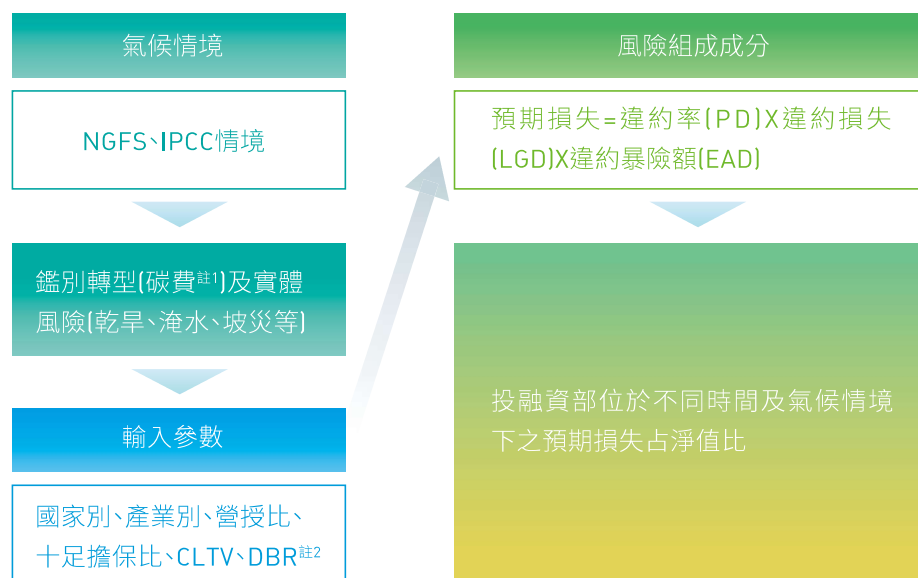 氣候情境
NGFS、IPCC情境
鑑別轉型(碳費註1)及實體
風險(乾旱、淹水、坡災等)
輸入參數
國家別、產業別、營授比、
十足擔保比、CLTV、DBR註2
風險組成成分
預期損失=違約率(PD)X違約損失
(LGD)X違約暴險額(EAD)
投融資部位於不同時間及氣候情境
下之預期損失占淨值比